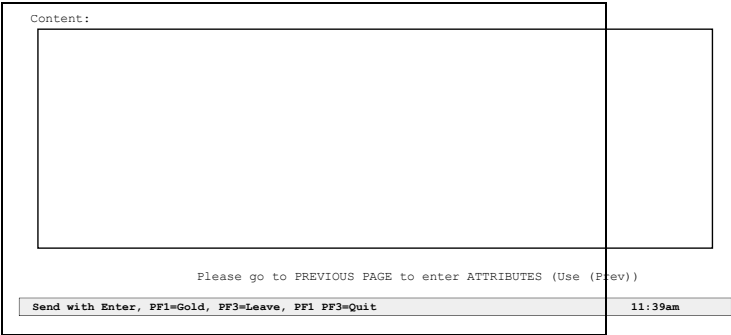 Content:
Please go to PREVIOUS PAGE to enter ATTRIBUTES (Use (Prev))
Send with Enter, PF1=Gold, PF3=Leave, PF1 PF3=Quit 11:39am